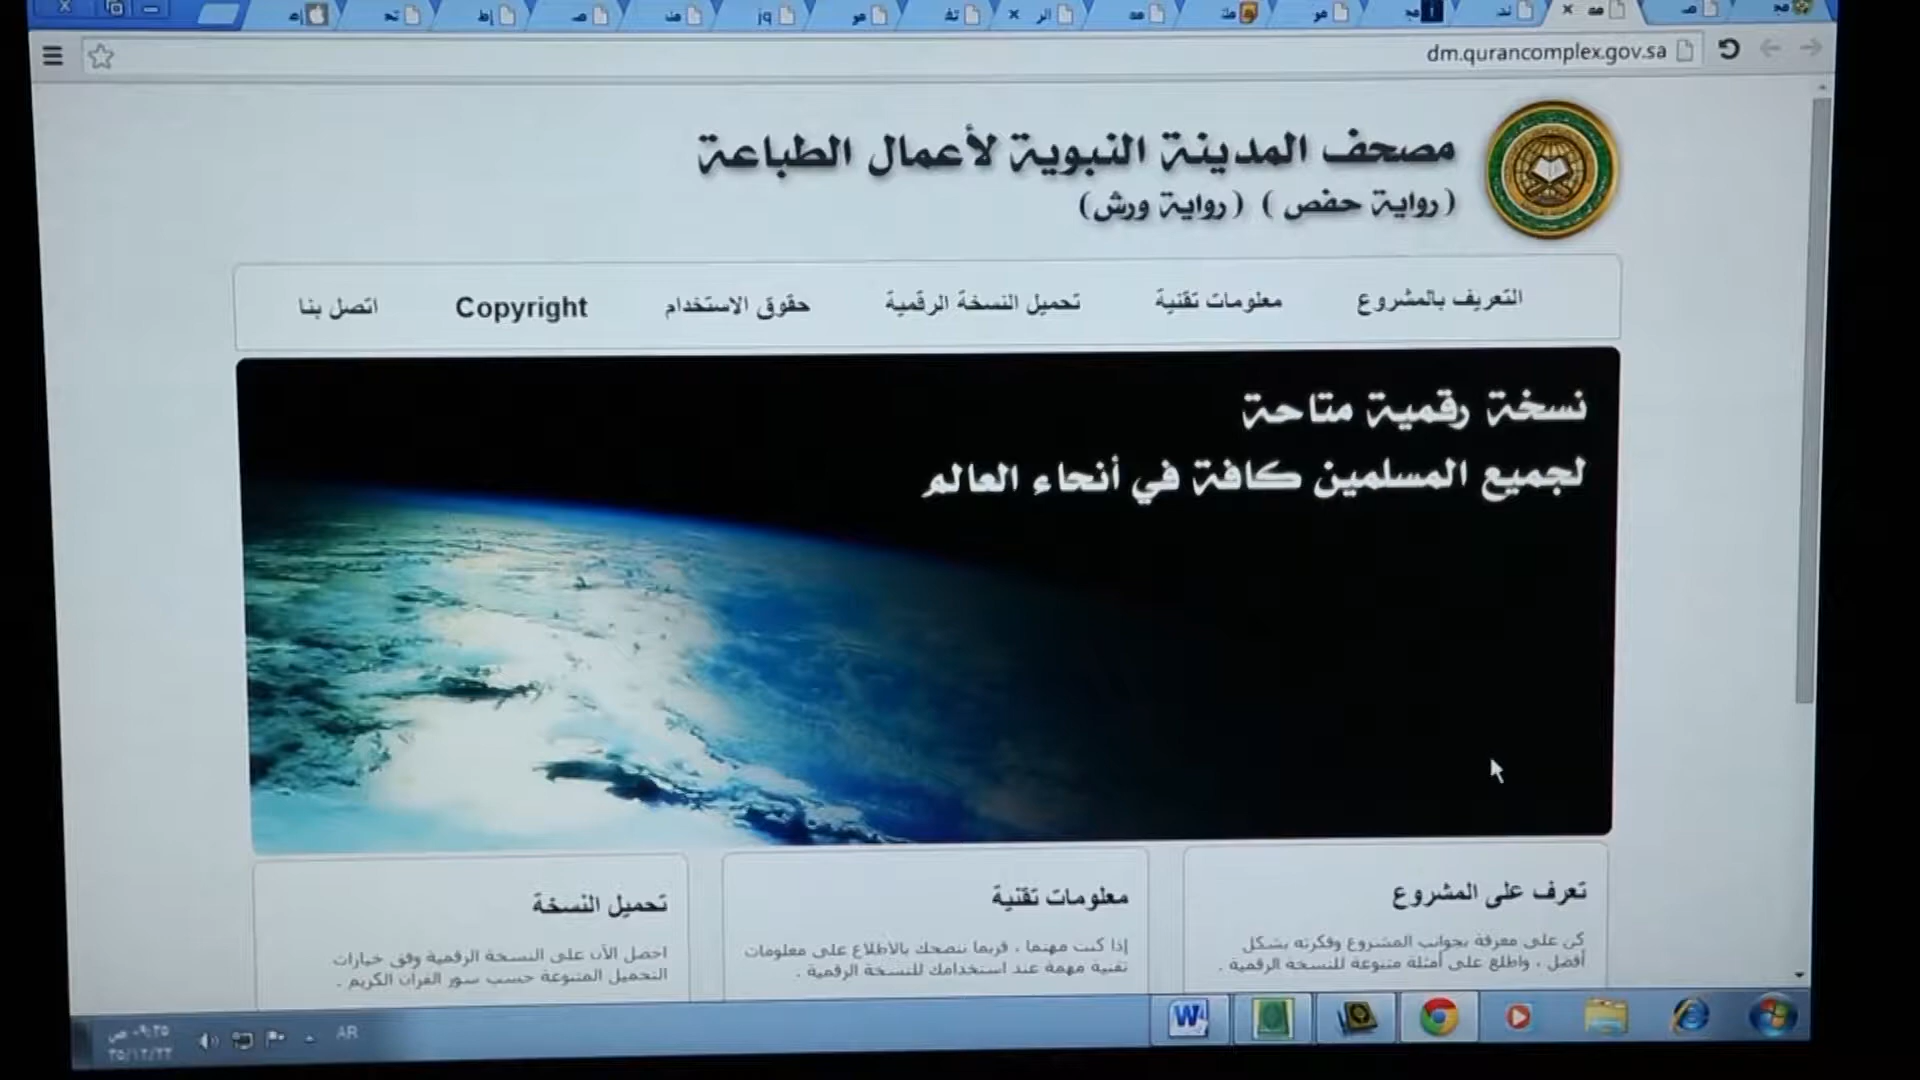 dm.qurancomplex.gov.sa
مصحف المدينة النبوية لأعمال الطباعة
( رواية حفص ) ( رواية ورش)
التعريف بالمشروع
معلومات تقنية
تحميل النسخة الرقمية
حقوق الاستخدام
Copyright
اتصل بنا
نسخة رقمية متاحة
لجميع المسلمين كافة في أنحاء العالم
تعرف على المشروع
كن على معرفة بجوانب المشروع وفكرته بشكل
أفضل ، واطلع على أمثلة متنوعة للنسخة الرقمية .
معلومات تقنية
إذا كنت مهتما ، فربما ننصحك بالاطلاع على معلومات
تقنية مهمة عند استخدامك للنسخة الرقمية .
تحميل النسخة
احصل الآن على النسخة الرقمية وفق خيارات
التحميل المتنوعة حسب سور القرآن الكريم .
AR
٠٩:٢٥ ص